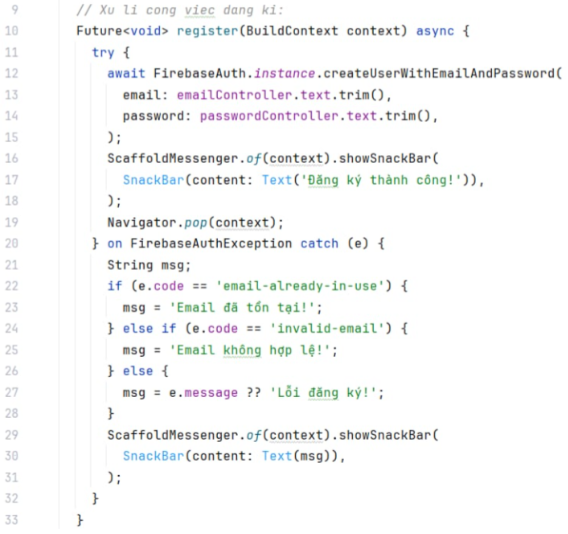 9 // Xu li cong viec dang ki:
10 Future<void> register(BuildContext context) async {
11 try {
12 await FirebaseAuth.instance.createUserWithEmailAndPassword(
13 email: emailController.text.trim(),
14 password: passwordController.text.trim(),
15 );
16 ScaffoldMessenger.of(context).showSnackBar(
17 SnackBar(content: Text('Đăng ký thành công!')),
18 );
19 Navigator.pop(context);
20 } on FirebaseAuthException catch (e) {
21 String msg;
22 if (e.code == 'email-already-in-use') {
23 msg = 'Email đã tồn tại!';
24 } else if (e.code == 'invalid-email') {
25 msg = 'Email không hợp lệ!';
26 } else {
27 msg = e.message ?? 'Lỗi đăng ký!';
28 }
29 ScaffoldMessenger.of(context).showSnackBar(
30 SnackBar(content: Text(msg)),
31 );
32 }
33 }